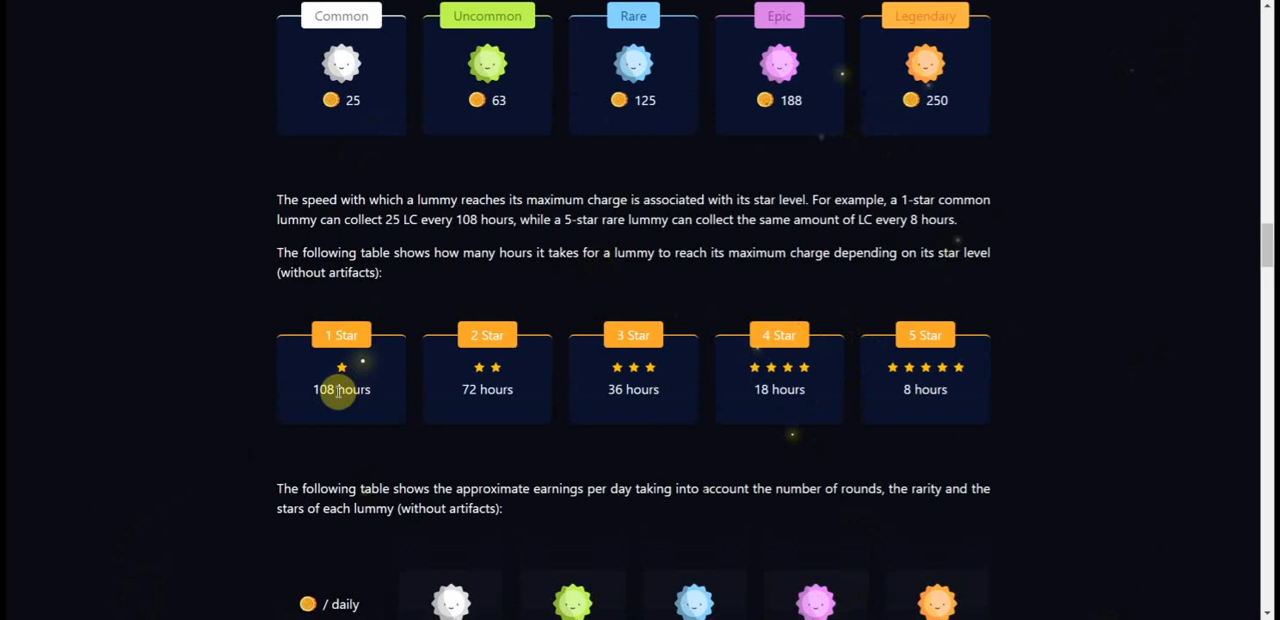 Common Uncommon Rare Epic Legendary
25 63 125 188 250
The speed with which a lummy reaches its maximum charge is associated with its star level. For example, a 1-star common
lummy can collect 25 LC every 108 hours, while a 5-star rare lummy can collect the same amount of LC every 8 hours.
The following table shows how many hours it takes for a lummy to reach its maximum charge depending on its star level
(without artifacts):
1 Star 2 Star 3 Star 4 Star 5 Star
108 hours 72 hours 36 hours 18 hours 8 hours
The following table shows the approximate earnings per day taking into account the number of rounds, the rarity and the
stars of each lummy (without artifacts):
/ daily